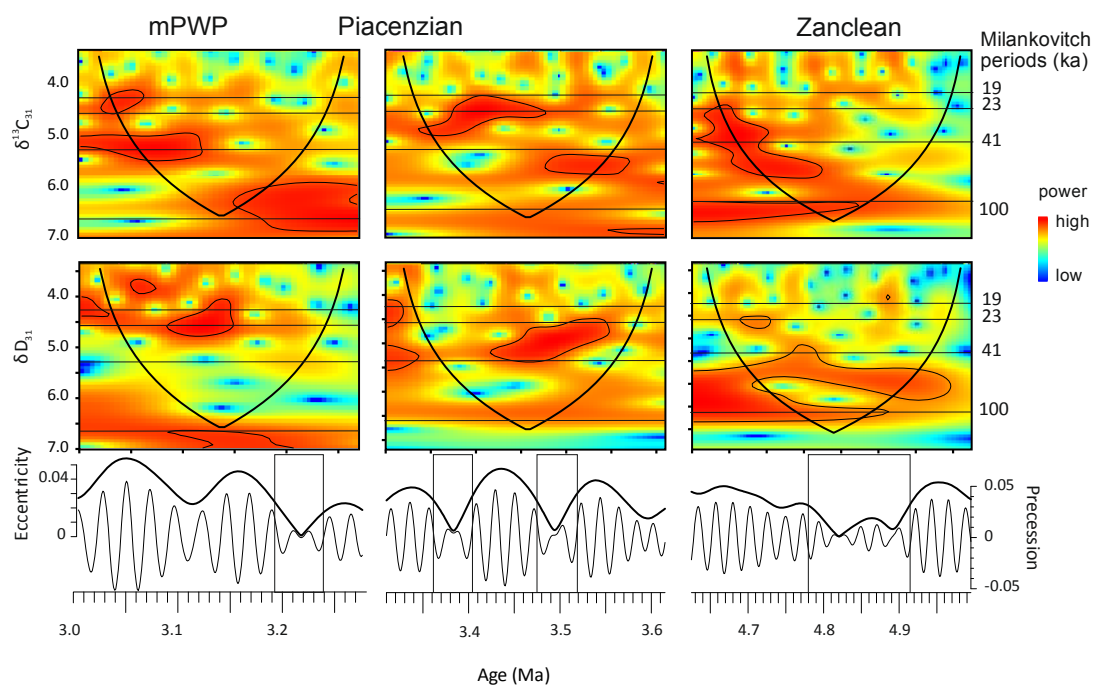 mPWP
Piacenzian
Zanclean
Milankovitch
periods (ka)
δ¹³C₃₁
4.0
5.0
6.0
7.0
19
23
41
100
power
high
low
δD₃₁
4.0
5.0
6.0
7.0
19
23
41
100
Eccentricity
0.04
0
0.05
0
-0.05
Precession
3.0
3.1
3.2
3.4
3.5
3.6
4.7
4.8
4.9
Age (Ma)